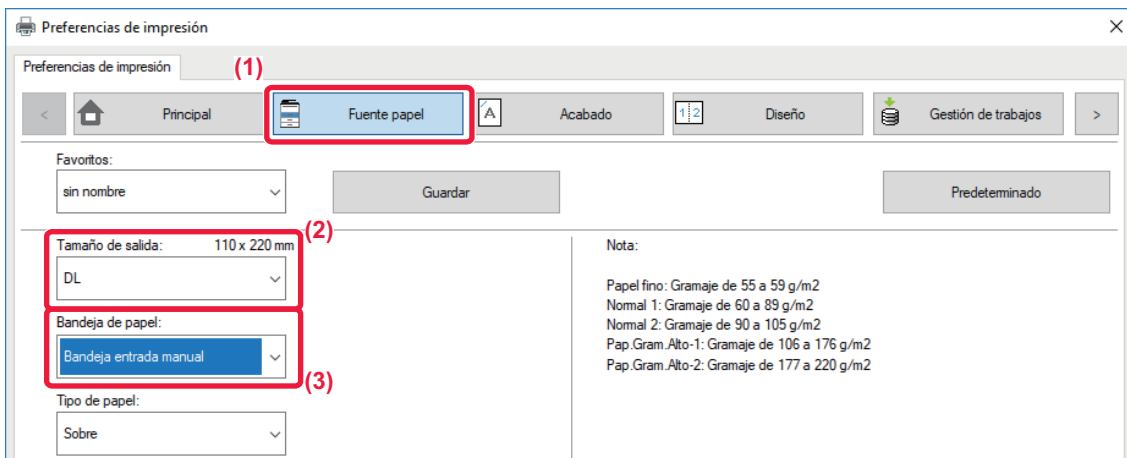 Preferencias de impresión
Preferencias de impresión
(1)
< Principal Fuente papel A Acabado 1 2 Diseño Gestión de trabajos >
Favoritos:
sin nombre Guardar Predeterminado
(2)
Tamaño de salida: 110 x 220 mm
DL
Bandeja de papel:
Bandeja entrada manual
(3)
Tipo de papel:
Sobre
Nota:
Papel fino: Gramaje de 55 a 59 g/m2
Normal 1: Gramaje de 60 a 89 g/m2
Normal 2: Gramaje de 90 a 105 g/m2
Pap.Gram.Alto-1: Gramaje de 106 a 176 g/m2
Pap.Gram.Alto-2: Gramaje de 177 a 220 g/m2